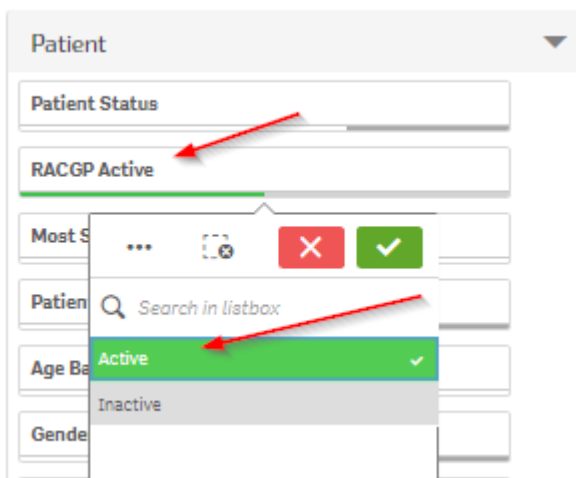 Patient
Patient Status
RACGP Active
Most S
Patien
Search in listbox
Age Ba
Active
Inactive
Gende